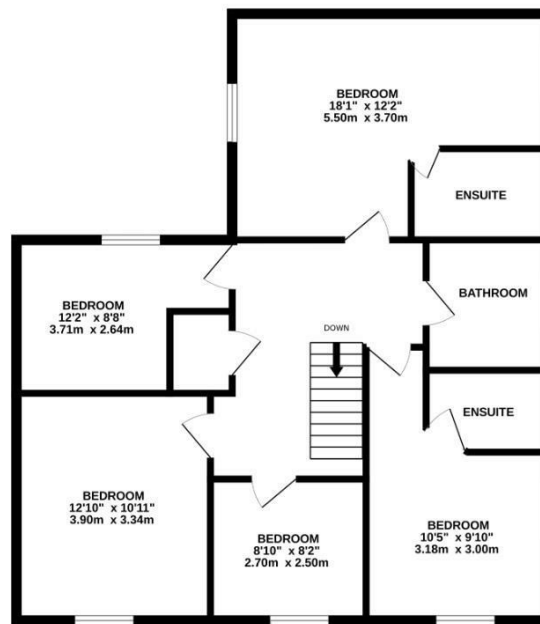 BEDROOM
18'1" x 12'2"
5.50m x 3.70m
ENSUITE
BEDROOM
12'2" x 8'8"
3.71m x 2.64m
BATHROOM
DOWN
ENSUITE
BEDROOM
12'10" x 10'11"
3.90m x 3.34m
BEDROOM
8'10" x 8'2"
2.70m x 2.50m
BEDROOM
10'5" x 9'10"
3.18m x 3.00m